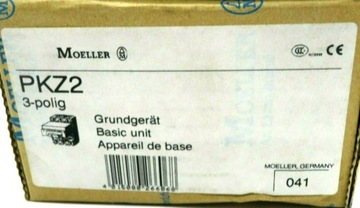 MOELLER
PKZ2
3-polig
Grundgerät
Basic unit
Appareil de base
MOELLER, GERMANY
041